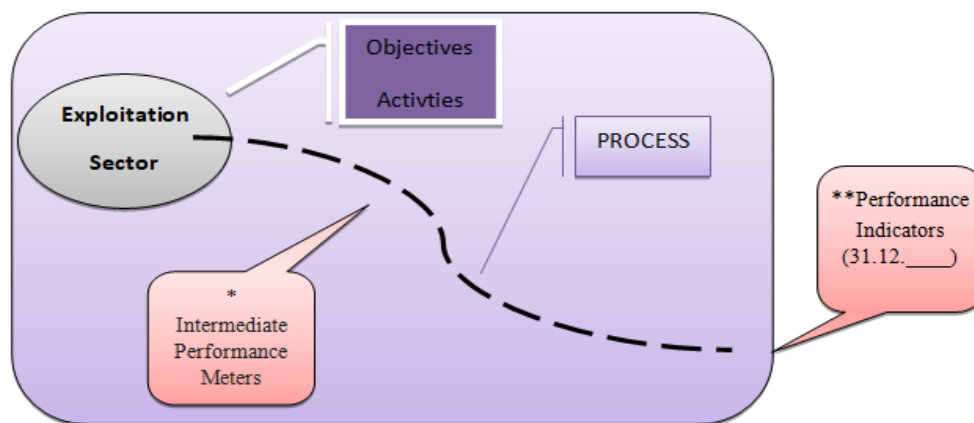 Objectives
Activties
Exploitation
Sector
PROCESS
**Performance
Indicators
(31.12.____)
*
Intermediate
Performance
Meters